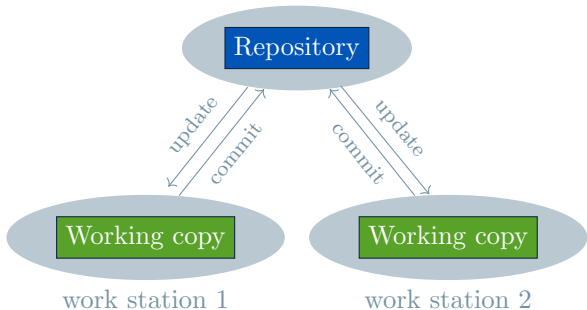 Repository
update
commit
commit
update
Working copy
Working copy
work station 1
work station 2